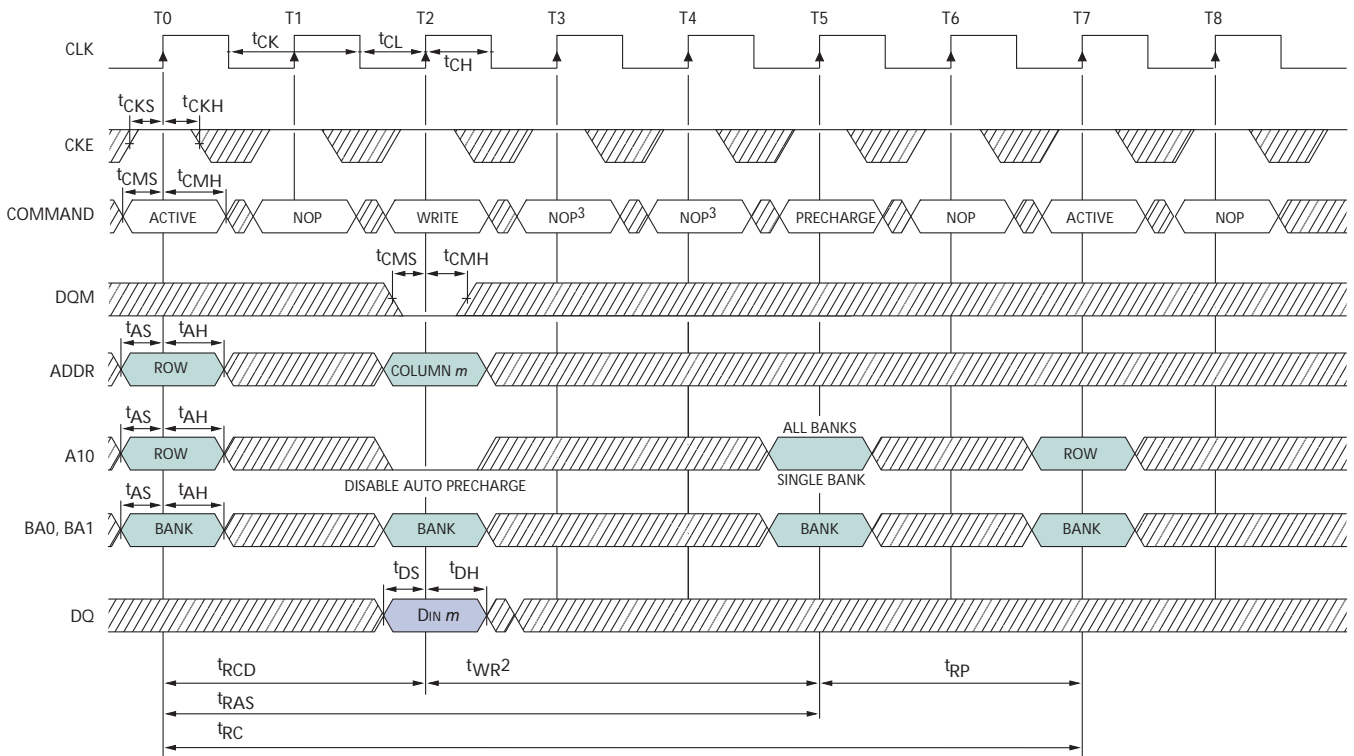 T0 T1 T2 T3 T4 T5 T6 T7 T8
CLK
tCK tCL
tCH
tCKS tCKH
CKE
tCMS tCMH
COMMAND ACTIVE NOP WRITE NOP3 NOP3 PRECHARGE NOP ACTIVE NOP
tCMS tCMH
DQM
tAS tAH
ADDR ROW COLUMN m
tAS tAH
ALL BANKS
A10 ROW ROW
DISABLE AUTO PRECHARGE SINGLE BANK
tAS tAH
BA0, BA1 BANK BANK BANK BANK
tDS tDH
DQ DIN m
tRCD tWR2 tRP
tRAS
tRC